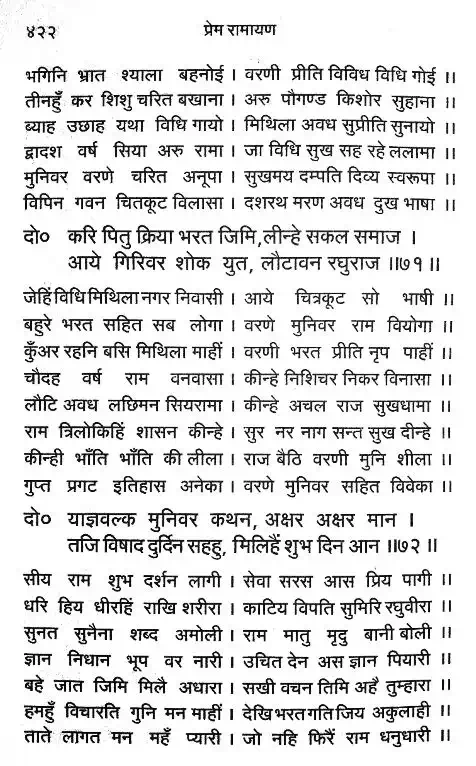 ४२२ प्रेम रामायण
भगिनि भ्रात श्याला बहनोई । वरणी प्रीति विविध विधि गोई ॥
तीनहुँ कर शिशु चरित बखाना । अरु पौगण्ड किशोर सुहाना ॥
ब्याह उछाह यथा विधि गायो । मिथिला अवध सुप्रीति सुनायो ॥
द्वादश वर्ष सिया अरु रामा । जा विधि सुख सह रहे ललामा ॥
मुनिवर वरणे चरित अनूपा । सुखमय दम्पति दिव्य स्वरूपा ॥
विपिन गवन चितकूट विलासा । दशरथ मरण अवध दुख भाषा ॥
दो० करि पितु क्रिया भरत जिमि,लीन्हे सकल समाज ।
आये गिरिवर शोक युत, लौटावन रघुराज ॥७१॥
जेहिं विधि मिथिला नगर निवासी । आये चित्रकूट सो भाषी ॥
बहुरे भरत सहित सब लोगा । वरणे मुनिवर राम वियोगा ॥
कुँअर रहनि बसि मिथिला माहीं । वरणी भरत प्रीति नृप पाहीं ॥
चौदह वर्ष राम वनवासा । कीन्हे निशिचर निकर विनासा ॥
लौटि अवध लछिमन सियरामा । कीन्हे अचल राज सुखधामा ॥
राम त्रिलोकिहिं शासन कीन्हे । सुर नर नाग सन्त सुख दीन्हे ॥
कीन्ही भाँति भाँति की लीला । राज बैठि वरणी मुनि शीला ॥
गुप्त प्रगट इतिहास अनेका । वरणे मुनिवर सहित विवेका ॥
दो० याज्ञवल्क मुनिवर कथन, अक्षर अक्षर मान ।
तजि विषाद दुर्दिन सहहु, मिलिहैं शुभ दिन आन ॥७२॥
सीय राम शुभ दर्शन लागी । सेवा सरस आस प्रिय पागी ॥
धरि हिय धीरहिं राखि शरीरा । काटिय विपति सुमिरि रघुवीरा ॥
सुनत सुनैना शब्द अमोली । राम मातु मृदु बानी बोली ॥
ज्ञान निधान भूप वर नारी । उचित देन अस ज्ञान पियारी ॥
बहे जात जिमि मिलै अधारा । सखी वचन तिमि अहै तुम्हारा ॥
हमहुँ विचारति गुनि मन माहीं । देखि भरत गति जिय अकुलाही ॥
ताते लागत मन महँ प्यारी । जो नहि फिरैं राम धनुधारी ॥